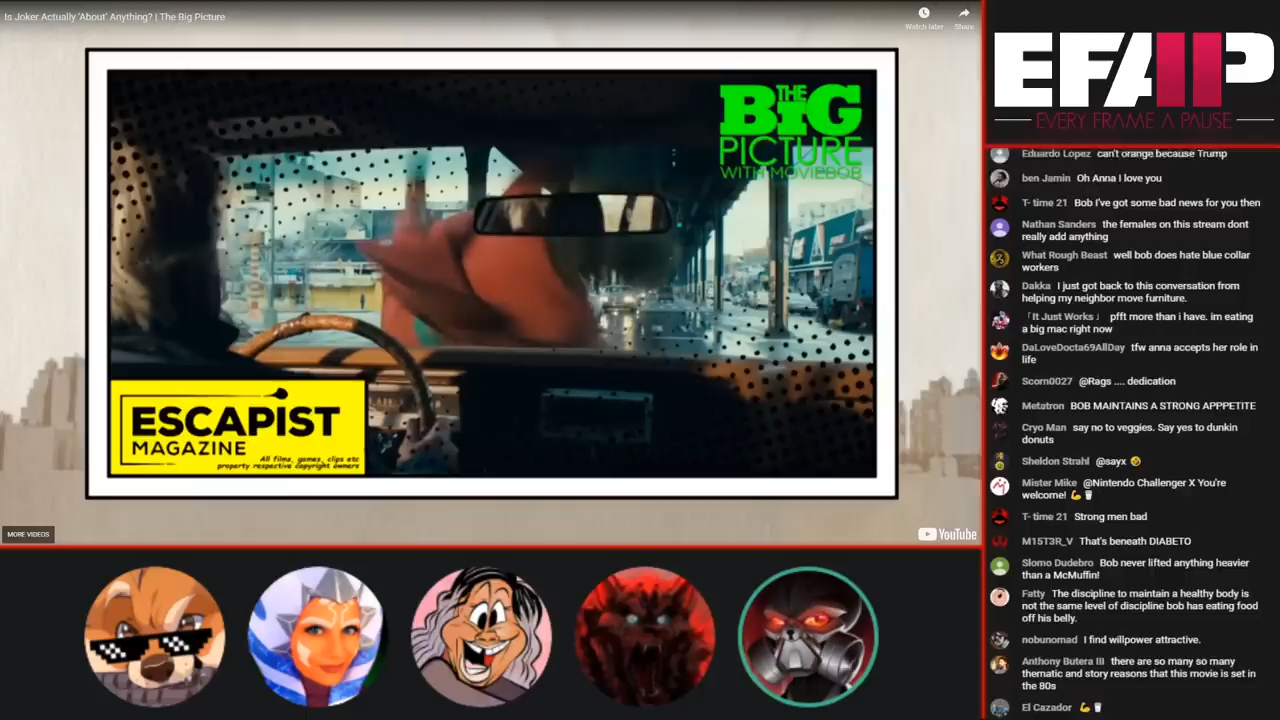 Is Joker Actually 'About' Anything? | The Big Picture
Watch later
Share
THE
BiG
PICTURE
WITH MOVIEBOB
ESCAPIST
MAGAZINE
All films, games, clips etc
property respective copyright owners
MORE VIDEOS
YouTube
EFAP
EVERY FRAME A PAUSE
Eduardo Lopez can't orange because Trump
ben Jamin Oh Anna I love you
T- time 21 Bob I've got some bad news for you then
Nathan Sanders the females on this stream dont
really add anything
What Rough Beast well bob does hate blue collar
workers
Dakka I just got back to this conversation from
helping my neighbor move furniture.
「It Just Works」 pfft more than i have. im eating
a big mac right now
DaLoveDocta69AllDay tfw anna accepts her role in
life
Scorn0027 @Rags .... dedication
Metatron BOB MAINTAINS A STRONG APPPETITE
Cryo Man say no to veggies. Say yes to dunkin
donuts
Sheldon Strahl @sayx 🤣
Mister Mike @Nintendo Challenger X You're
welcome! 💪🥛
T- time 21 Strong men bad
M15T3R_V That's beneath DIABETO
Slomo Dudebro Bob never lifted anything heavier
than a McMuffin!
Fatty The discipline to maintain a healthy body is
not the same level of discipline bob has eating food
off his belly.
nobunomad I find willpower attractive.
Anthony Butera III there are so many so many
thematic and story reasons that this movie is set in
the 80s
El Cazador 💪🥛